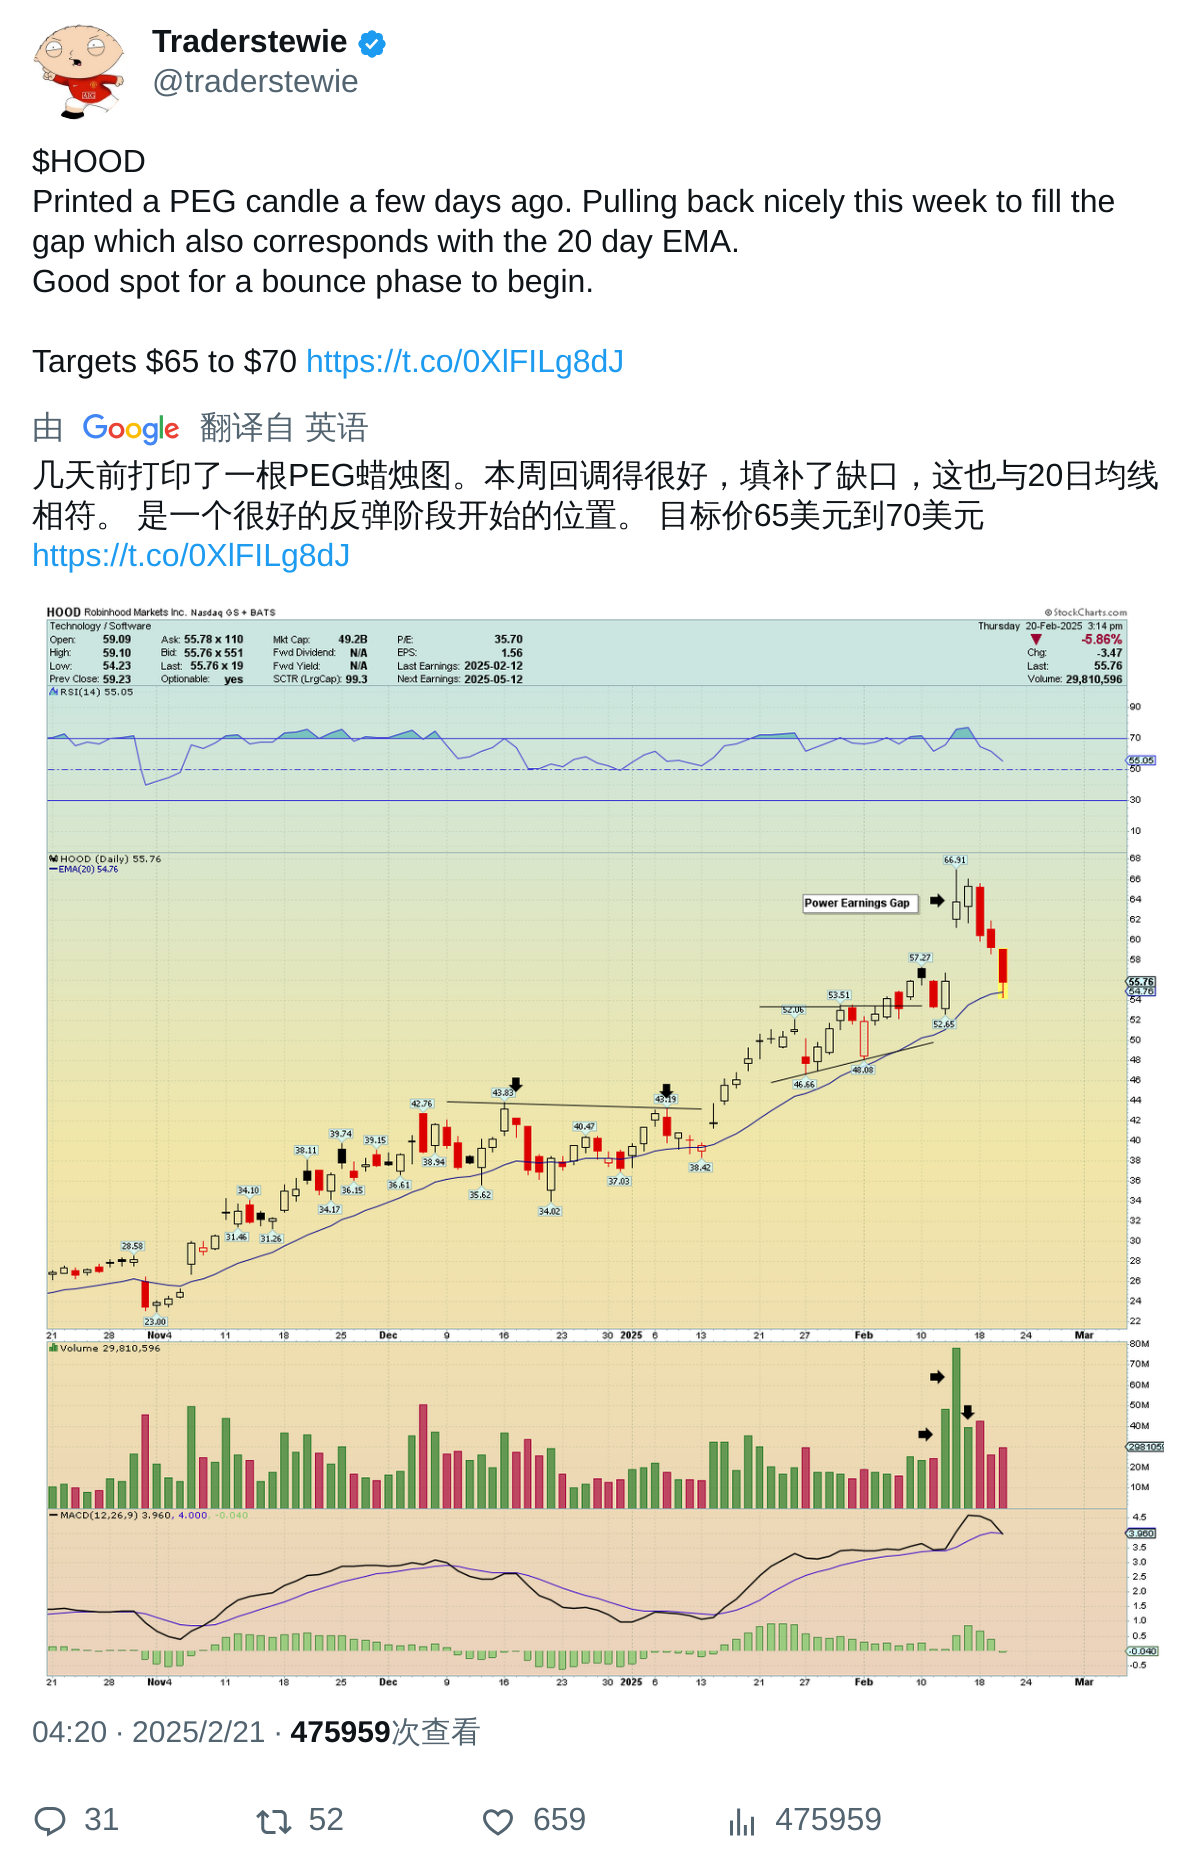 Traderstewie
@traderstewie
$HOOD
Printed a PEG candle a few days ago. Pulling back nicely this week to fill the
gap which also corresponds with the 20 day EMA.
Good spot for a bounce phase to begin.
Targets $65 to $70 https://t.co/0XlFILg8dJ
由 Google 翻译自 英语
几天前打印了一根PEG蜡烛图。本周回调得很好，填补了缺口，这也与20日均线
相符。 是一个很好的反弹阶段开始的位置。 目标价65美元到70美元
https://t.co/0XlFILg8dJ
HOOD Robinhood Markets Inc. Nasdaq GS + BATS ©StockCharts.com
Technology / Software Thursday 20-Feb-2025 3:14 pm
Open: 59.09 Ask: 55.78 x 110 Mkt Cap: 49.2B P/E: 35.70 ▼ -5.86%
High: 59.10 Bid: 55.76 x 551 Fwd Dividend: N/A EPS: 1.56 Chg: -3.47
Low: 54.23 Last: 55.76 x 19 Fwd Yield: N/A Last Earnings: 2025-02-12 Last: 55.76
Prev Close: 59.23 Optionable: yes SCTR (LrgCap): 99.3 Next Earnings: 2025-05-12 Volume: 29,810,596
RSI(14) 55.05
90
70
55.05
50
30
10
HOOD (Daily) 55.76
EMA(20) 54.76
68
66.91
66
Power Earnings Gap
64
62
60
57.27
58
55.76
54.76
54
53.51
52.06
52.65
52
50
48.08
48
46.66
46
43.83
43.19
44
42.76
42
40.47
40
39.74
39.15
38.94
38.42
38
38.11
37.03
36.61
36.15
36
35.62
34.17
34.10
34.02
34
32
31.46
31.26
30
28.58
28
26
24
23.00
22
21 28 Nov4 11 18 25 Dec 9 16 23 30 2025 6 13 21 27 Feb 10 18 24 Mar
Volume 29,810,596
80M
70M
60M
50M
40M
20M
10M
MACD(12,26,9) 3.960, 4.000, -0.040
4.5
3.960
3.5
3.0
2.5
2.0
1.5
1.0
0.5
-0.040
-0.5
21 28 Nov4 11 18 25 Dec 9 16 23 30 2025 6 13 21 27 Feb 10 18 24 Mar
04:20 · 2025/2/21 · 475959次查看
31 52 659 475959